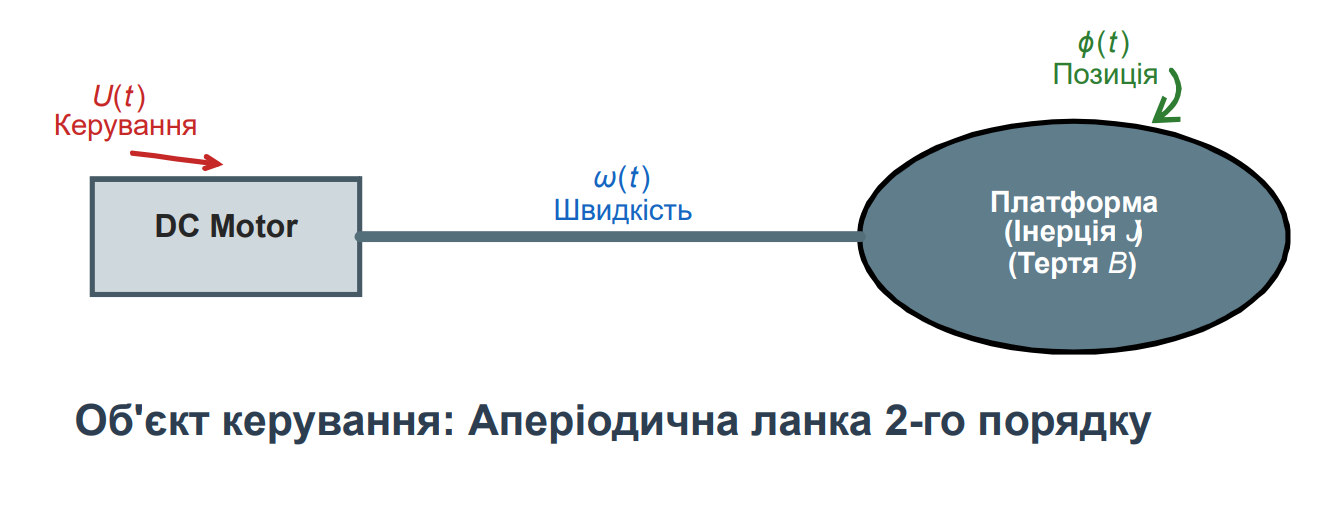 ϕ(t)
Позиція
U(t)
Керування
ω(t)
Швидкість
DC Motor
Платформа
(Інерція J)
(Тертя B)
Об'єкт керування: Аперіодична ланка 2-го порядку